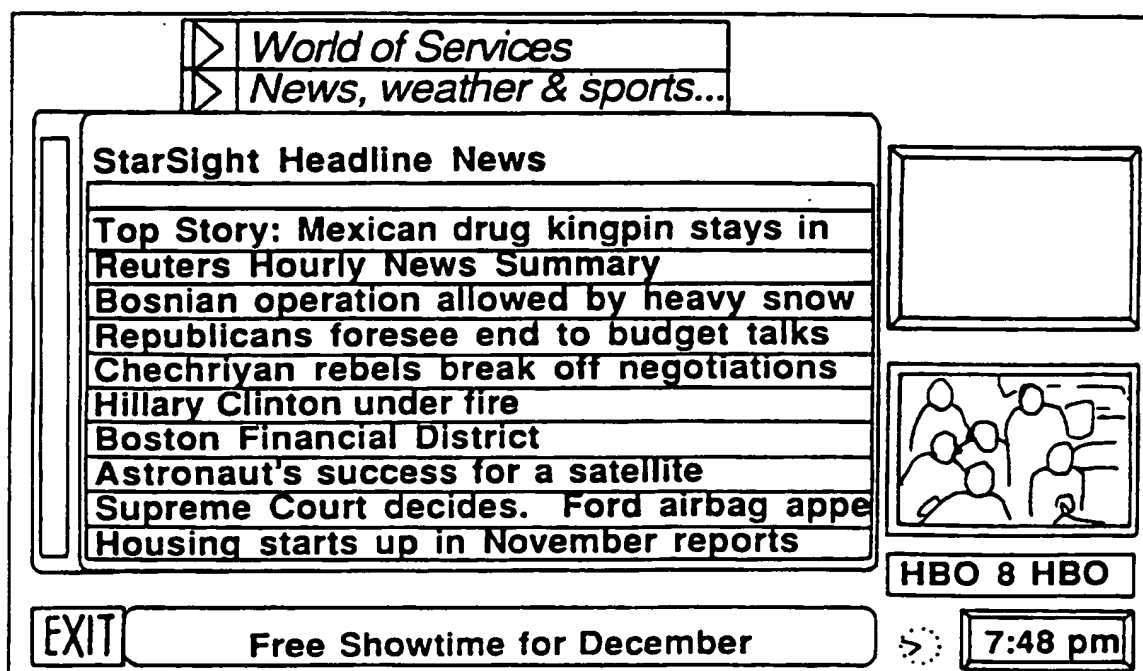 World of Services
News, weather & sports...
StarSight Headline News
Top Story: Mexican drug kingpin stays in
Reuters Hourly News Summary
Bosnian operation allowed by heavy snow
Republicans foresee end to budget talks
Chechriyan rebels break off negotiations
Hillary Clinton under fire
Boston Financial District
Astronaut's success for a satellite
Supreme Court decides. Ford airbag appe
Housing starts up in November reports
HBO 8 HBO
EXIT
Free Showtime for December
7:48 pm